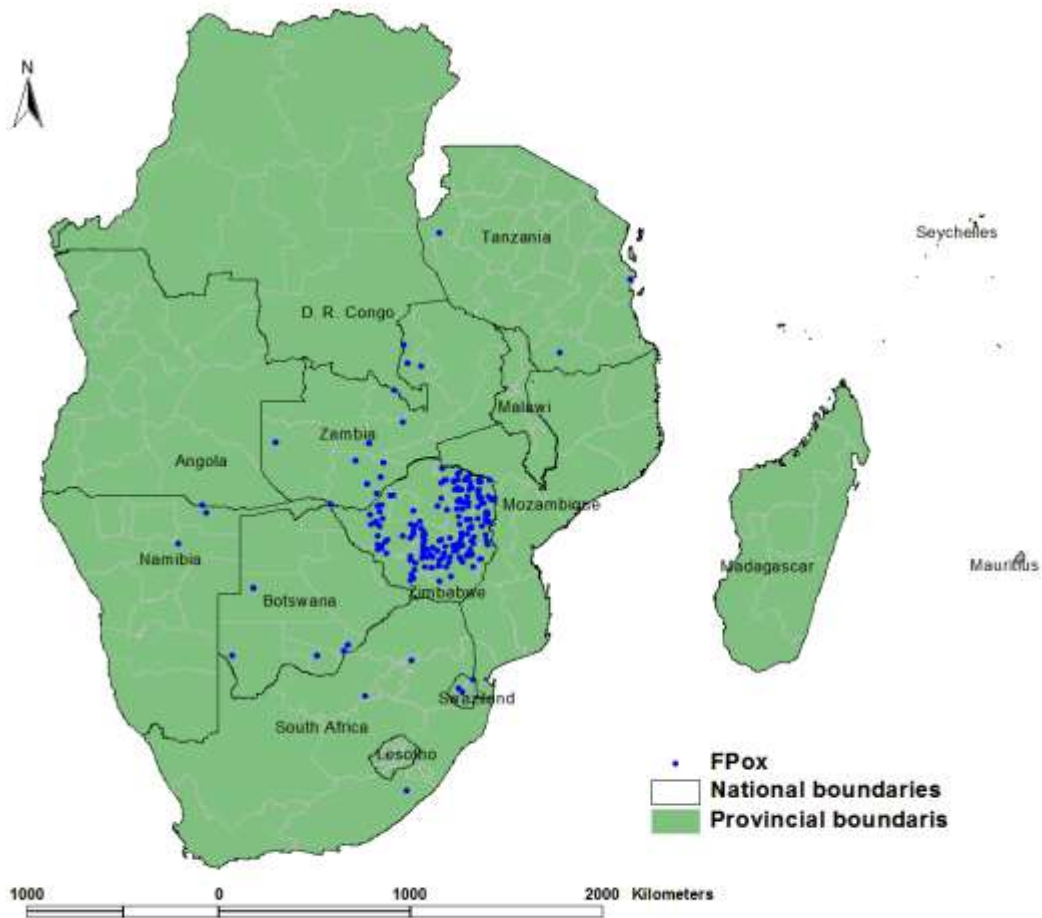 N
Seychelles
Tanzania
D. R. Congo
Malawi
Zambia
Angola
Mozambique
Namibia
Madagascar
Mauritius
Zimbabwe
Botswana
Swaziland
South Africa
Lesotho
FPox
National boundaries
Provincial boundaris
1000 0 1000 2000 Kilometers